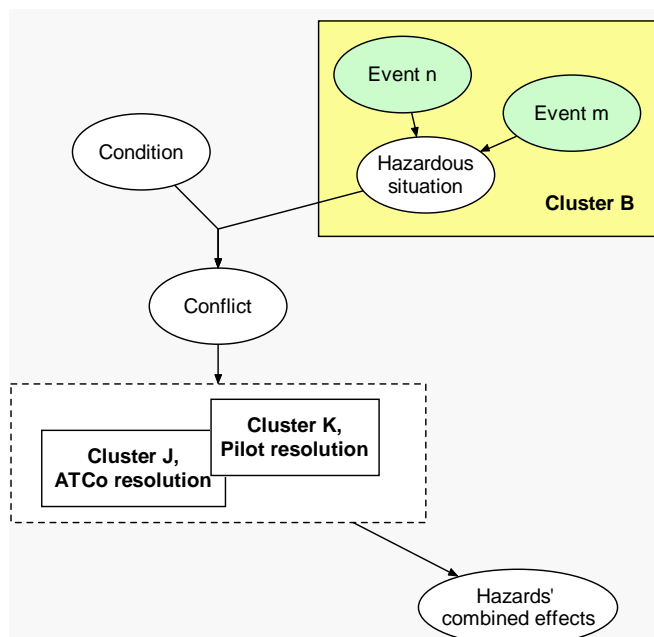 Event n
Event m
Condition
Hazardous
situation
Cluster B
Conflict
Cluster K,
Pilot resolution
Cluster J,
ATCo resolution
Hazards'
combined effects